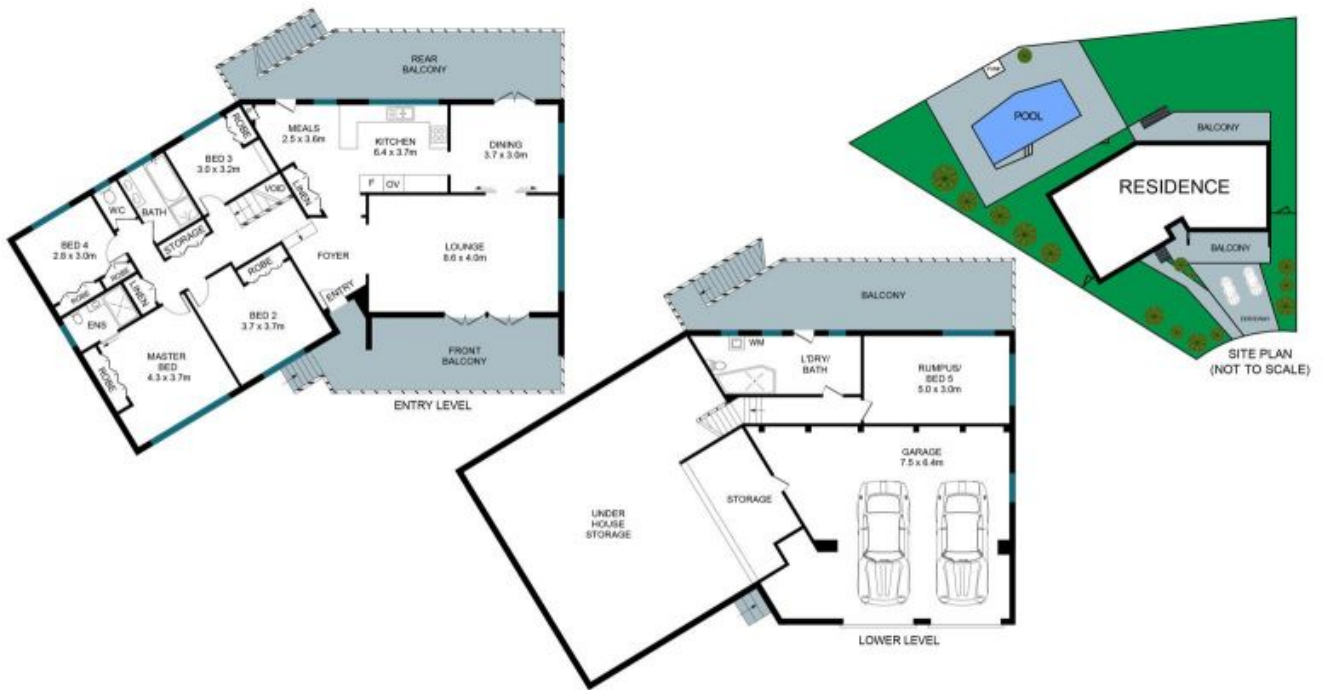 REAR
BALCONY
MEALS
2.5 x 3.6m
KITCHEN
6.4 x 3.7m
DINING
3.7 x 3.0m
ROBE
BED 3
3.0 x 3.2m
VOID
LINEN
F
OV
WC
BATH
STORAGE
BED 4
2.8 x 3.0m
ROBE
ROBE
LINEN
ENS
ROBE
MASTER
BED
4.3 x 3.7m
ROBE
BED 2
3.7 x 3.7m
FOYER
ENTRY
LOUNGE
8.6 x 4.0m
FRONT
BALCONY
ENTRY LEVEL
BALCONY
WM
L'DRY/
BATH
RUMPUS/
BED 5
5.0 x 3.0m
GARAGE
7.5 x 6.4m
STORAGE
UNDER
HOUSE
STORAGE
LOWER LEVEL
POOL
BALCONY
RESIDENCE
BALCONY
SITE PLAN
(NOT TO SCALE)